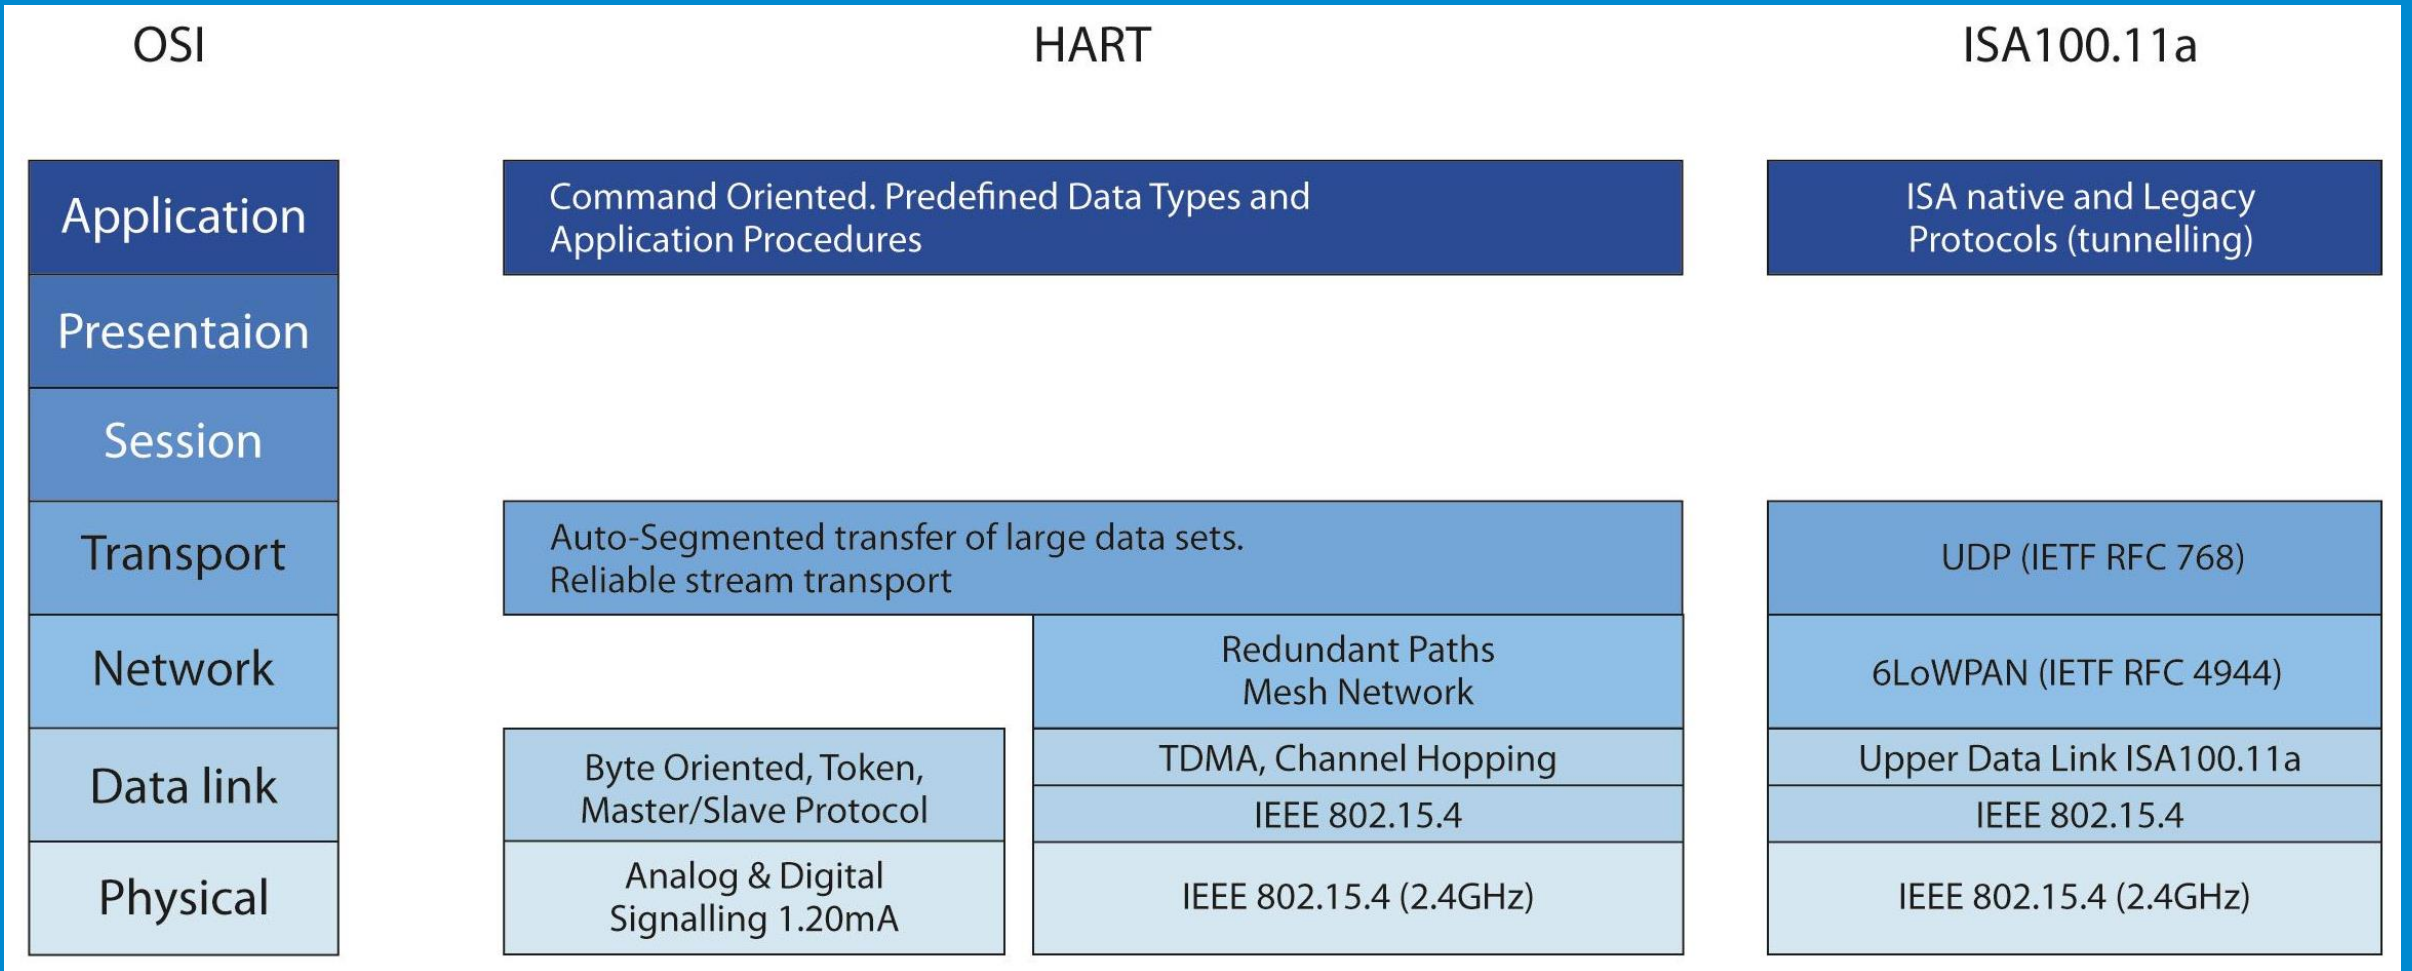 OSI
HART
ISA100.11a
Application
Command Oriented. Predefined Data Types and
Application Procedures
ISA native and Legacy
Protocols (tunnelling)
Presentaion
Session
Transport
Auto-Segmented transfer of large data sets.
Reliable stream transport
UDP (IETF RFC 768)
Network
Redundant Paths
Mesh Network
6LoWPAN (IETF RFC 4944)
Data link
Byte Oriented, Token,
Master/Slave Protocol
TDMA, Channel Hopping
IEEE 802.15.4
Upper Data Link ISA100.11a
IEEE 802.15.4
Physical
Analog & Digital
Signalling 1.20mA
IEEE 802.15.4 (2.4GHz)
IEEE 802.15.4 (2.4GHz)